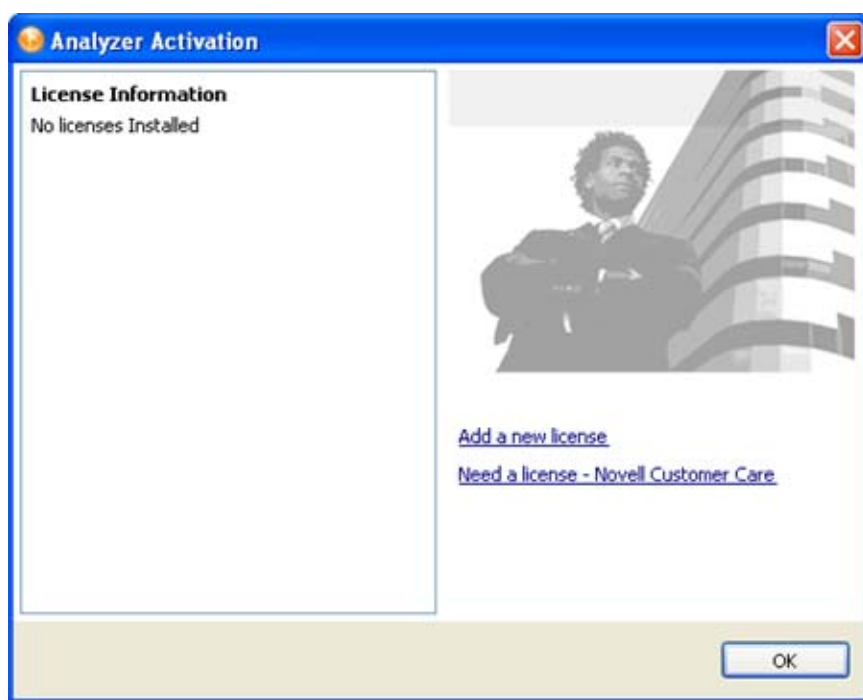 Analyzer Activation
License Information
No licenses Installed
Add a new license
Need a license - Novell Customer Care
OK